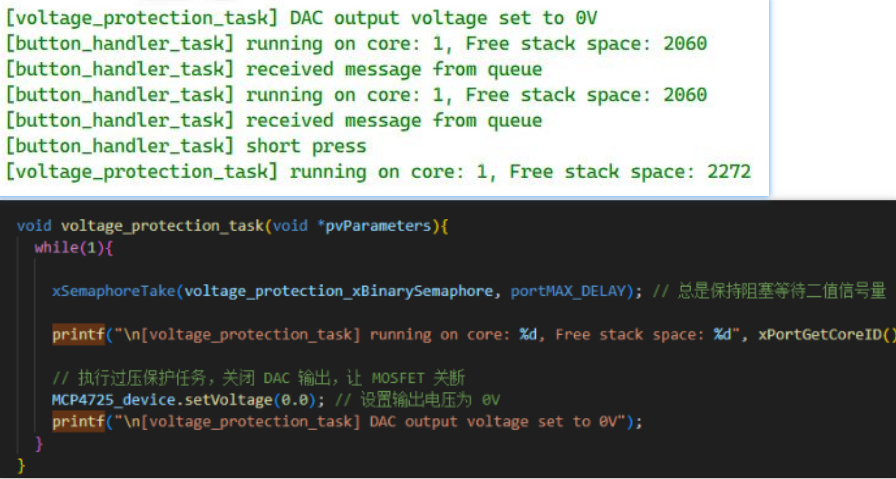 [voltage_protection_task] DAC output voltage set to 0V
[button_handler_task] running on core: 1, Free stack space: 2060
[button_handler_task] received message from queue
[button_handler_task] running on core: 1, Free stack space: 2060
[button_handler_task] received message from queue
[button_handler_task] short press
[voltage_protection_task] running on core: 1, Free stack space: 2272
void voltage_protection_task(void *pvParameters){
while(1){
xSemaphoreTake(voltage_protection_xBinarySemaphore, portMAX_DELAY); // 总是保持阻塞等待二值信号量
printf("\n[voltage_protection_task] running on core: %d, Free stack space: %d", xPortGetCoreID()
// 执行过压保护任务，关闭 DAC 输出，让 MOSFET 关断
MCP4725_device.setVoltage(0.0); // 设置输出电压为 0V
printf("\n[voltage_protection_task] DAC output voltage set to 0V");
}
}